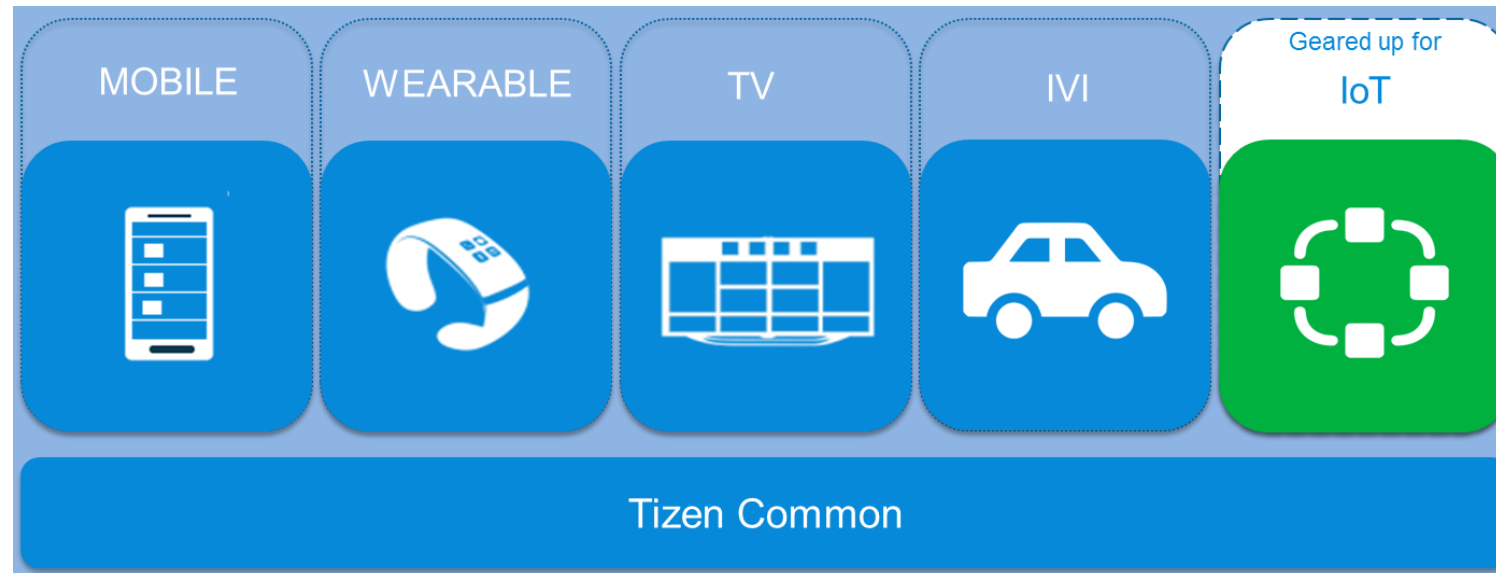 MOBILE
WEARABLE
TV
IVI
Geared up for
IoT
Tizen Common